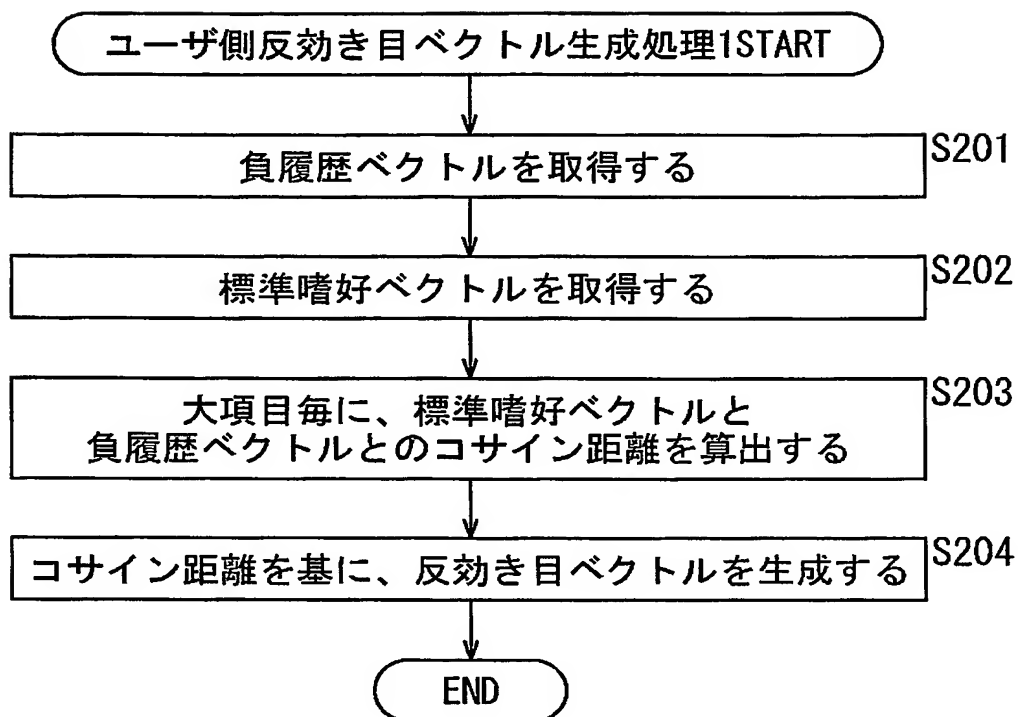 ユーザ側反効き目ベクトル生成処理1START
負履歴ベクトルを取得する
S201
標準嗜好ベクトルを取得する
S202
大項目毎に、標準嗜好ベクトルと
負履歴ベクトルとのコサイン距離を算出する
S203
コサイン距離を基に、反効き目ベクトルを生成する
S204
END